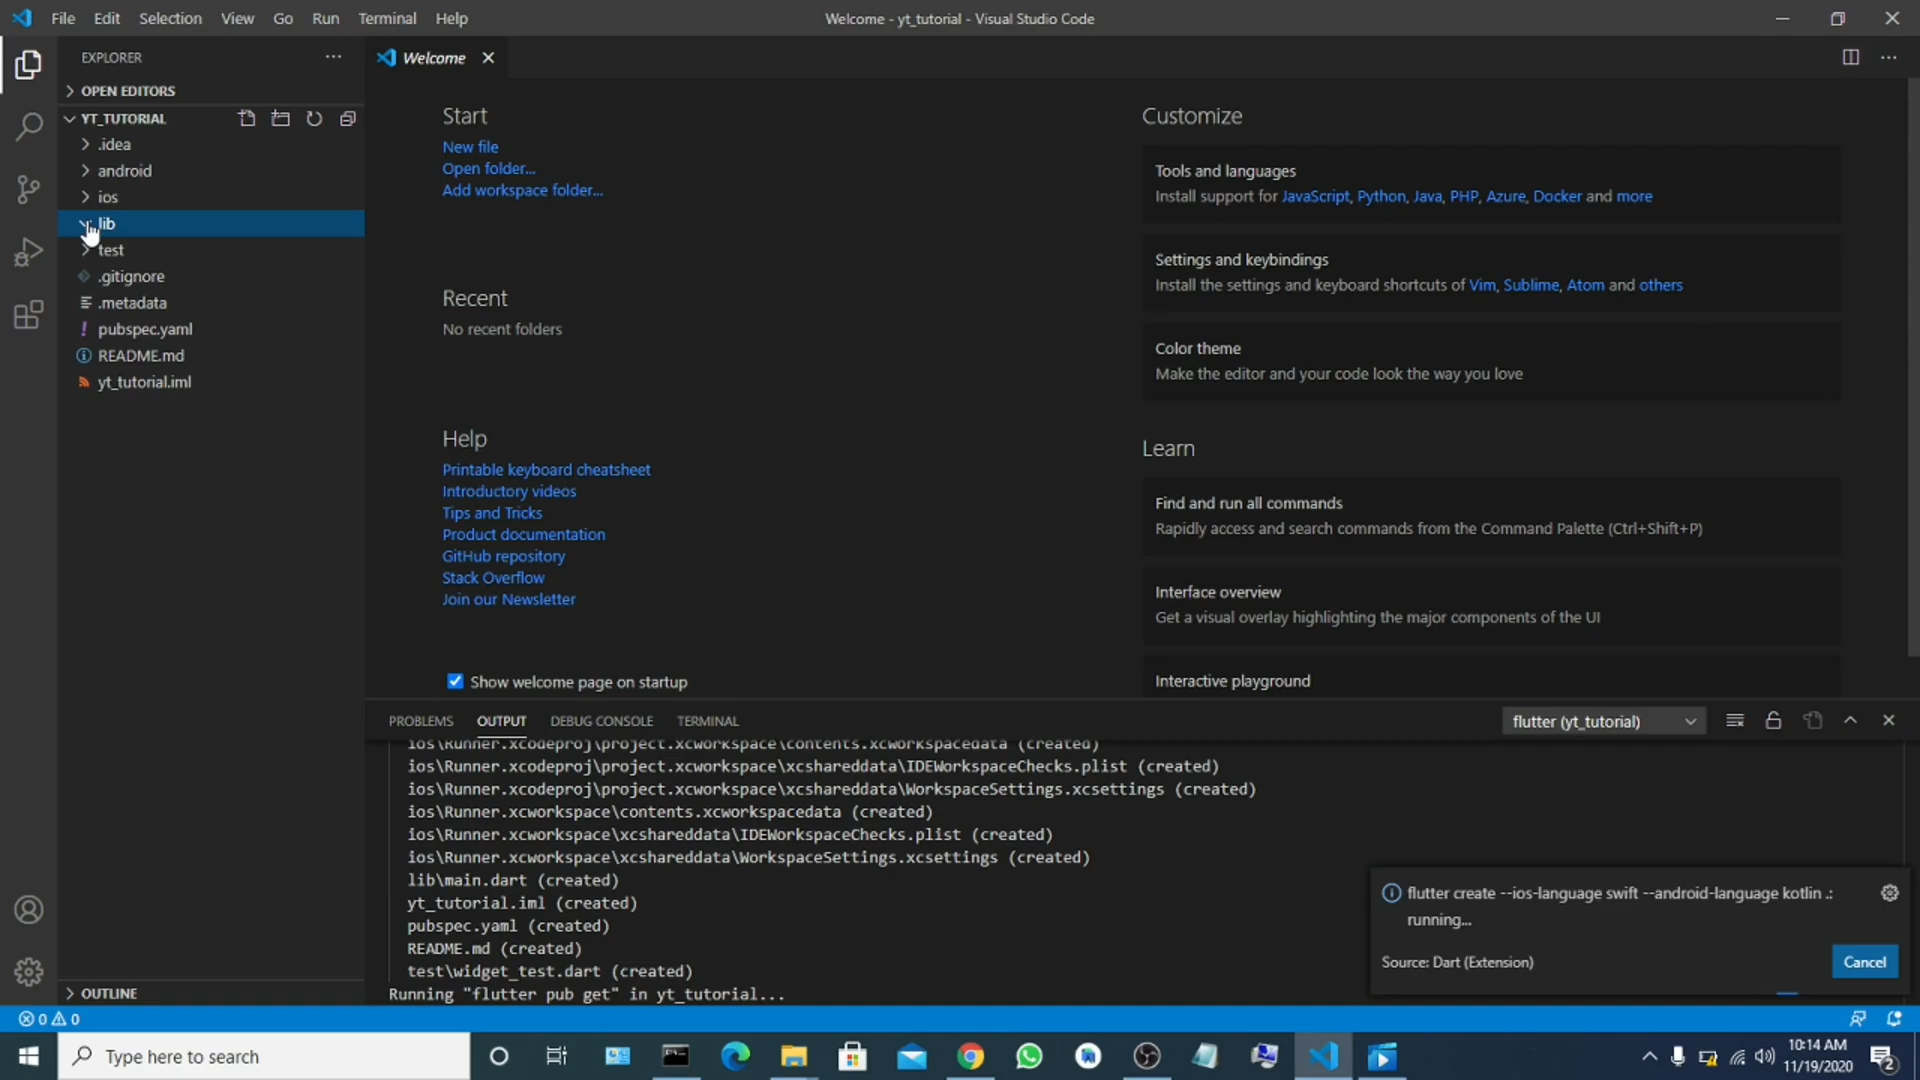 File Edit Selection View Go Run Terminal Help
Welcome - yt_tutorial - Visual Studio Code
EXPLORER
OPEN EDITORS
YT_TUTORIAL
.idea
android
ios
lib
test
.gitignore
.metadata
pubspec.yaml
README.md
yt_tutorial.iml
OUTLINE
Welcome
Start
New file
Open folder...
Add workspace folder...
Recent
No recent folders
Help
Printable keyboard cheatsheet
Introductory videos
Tips and Tricks
Product documentation
GitHub repository
Stack Overflow
Join our Newsletter
Show welcome page on startup
Customize
Tools and languages
Install support for JavaScript, Python, Java, PHP, Azure, Docker and more
Settings and keybindings
Install the settings and keyboard shortcuts of Vim, Sublime, Atom and others
Color theme
Make the editor and your code look the way you love
Learn
Find and run all commands
Rapidly access and search commands from the Command Palette (Ctrl+Shift+P)
Interface overview
Get a visual overlay highlighting the major components of the UI
Interactive playground
PROBLEMS OUTPUT DEBUG CONSOLE TERMINAL
flutter (yt_tutorial)
ios\Runner.xcodeproj\project.xcworkspace\contents.xcworkspacedata (created)
ios\Runner.xcodeproj\project.xcworkspace\xcshareddata\IDEWorkspaceChecks.plist (created)
ios\Runner.xcodeproj\project.xcworkspace\xcshareddata\WorkspaceSettings.xcsettings (created)
ios\Runner.xcworkspace\contents.xcworkspacedata (created)
ios\Runner.xcworkspace\xcshareddata\IDEWorkspaceChecks.plist (created)
ios\Runner.xcworkspace\xcshareddata\WorkspaceSettings.xcsettings (created)
lib\main.dart (created)
yt_tutorial.iml (created)
pubspec.yaml (created)
README.md (created)
test\widget_test.dart (created)
Running "flutter pub get" in yt_tutorial...
flutter create --ios-language swift --android-language kotlin .:
running...
Source: Dart (Extension)
Cancel
0 0
Type here to search
10:14 AM
11/19/2020
2